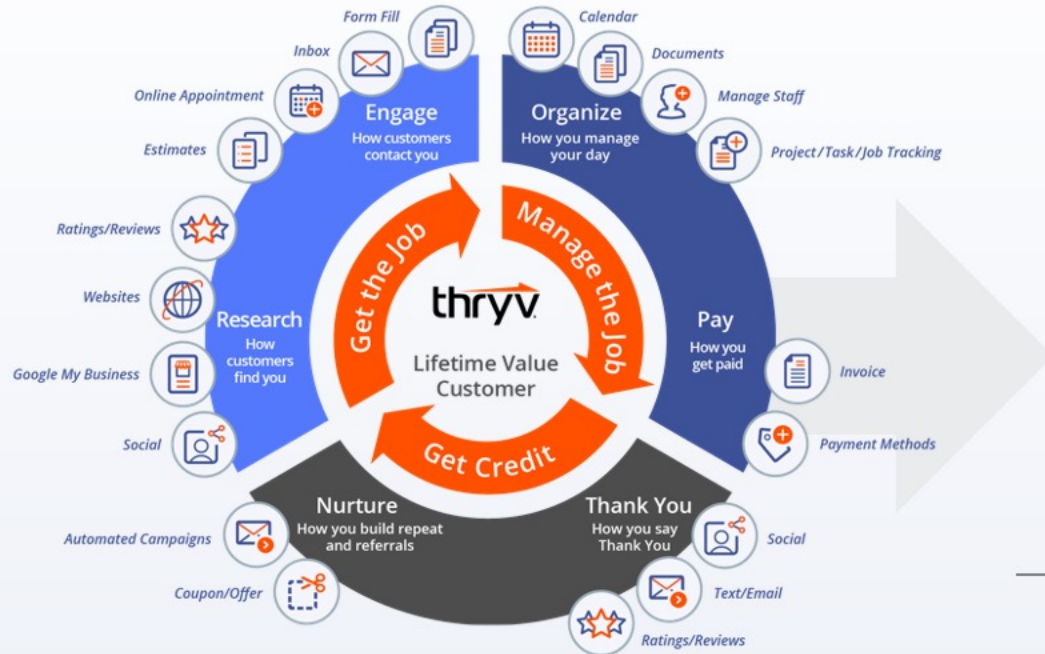 Form Fill
Inbox
Online Appointment
Estimates
Engage
How customers
contact you
Ratings/Reviews
Websites
Google My Business
Social
Research
How
customers
find you
Calendar
Documents
Manage Staff
Project/Task/Job Tracking
Organize
How you manage
your day
Pay
How you
get paid
Invoice
Payment Methods
Get the Job
Manage the Job
Get Credit
thryv
Lifetime Value
Customer
Nurture
How you build repeat
and referrals
Automated Campaigns
Coupon/Offer
Thank You
How you say
Thank You
Social
Text/Email
Ratings/Reviews